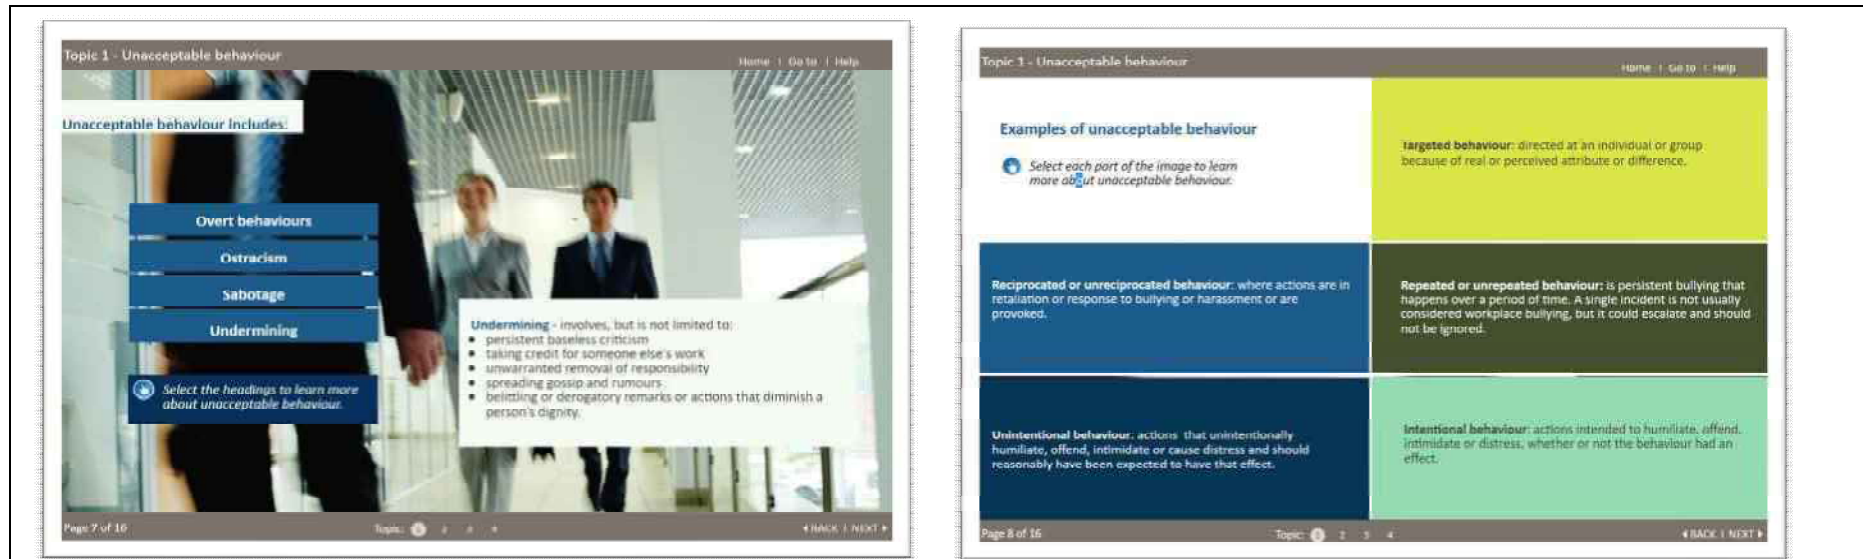 Topic 1 - Unacceptable behaviour
Home | Go to | Help
Unacceptable behaviour includes:
Overt behaviours
Ostracism
Sabotage
Undermining
Select the headings to learn more
about unacceptable behaviour.
Undermining - involves, but is not limited to:
• persistent baseless criticism
• taking credit for someone else's work
• unwarranted removal of responsibility
• spreading gossip and rumours
• belittling or derogatory remarks or actions that diminish a
person's dignity.
Page 7 of 16
Topic: 1 2 3 4
BACK | NEXT
Topic 1 - Unacceptable behaviour
Home | Go to | Help
Examples of unacceptable behaviour
Select each part of the image to learn
more about unacceptable behaviour.
Targeted behaviour: directed at an individual or group
because of real or perceived attribute or difference.
Reciprocated or unreciprocated behaviour: where actions are in
retaliation or response to bullying or harassment or are
provoked.
Repeated or unrepeated behaviour: is persistent bullying that
happens over a period of time. A single incident is not usually
considered workplace bullying, but it could escalate and should
not be ignored.
Unintentional behaviour: actions that unintentionally
humiliate, offend, intimidate or cause distress and should
reasonably have been expected to have that effect.
Intentional behaviour: actions intended to humiliate, offend,
intimidate or distress, whether or not the behaviour had an
effect.
Page 8 of 16
Topic: 1 2 3 4
BACK | NEXT